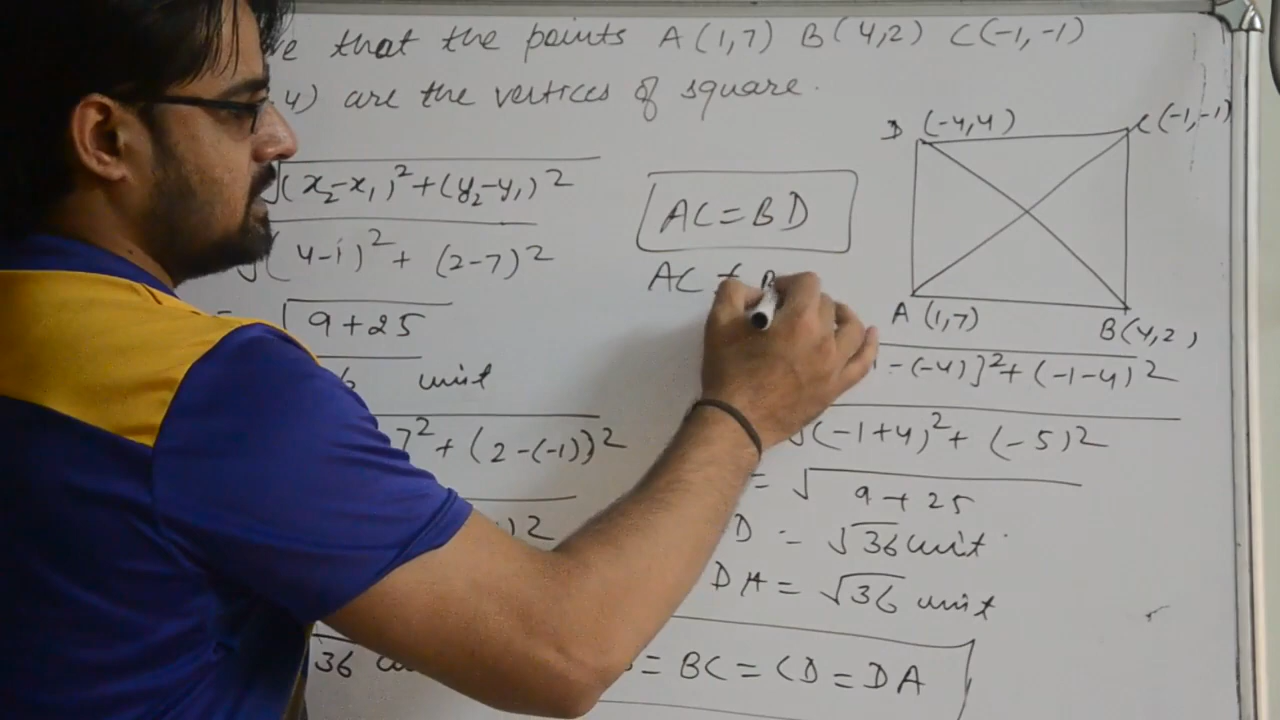 that the points A(1,7) B(4,2) C(-1,-1)
4) are the vertices of square.
√(x₂-x₁)²+(y₂-y₁)²
√(4-1)²+(2-7)²
= √9+25
6 unit
7²+(2-(-1))²
)2
36
AC=BD
AC
D (-4,4)
C(-1,-1)
A (1,7)
B(4,2)
-(-4)]²+(-1-4)²
√(-1+4)²+(-5)²
= √9+25
D = √36 unit
DA = √36 unit
= BC = CD = DA